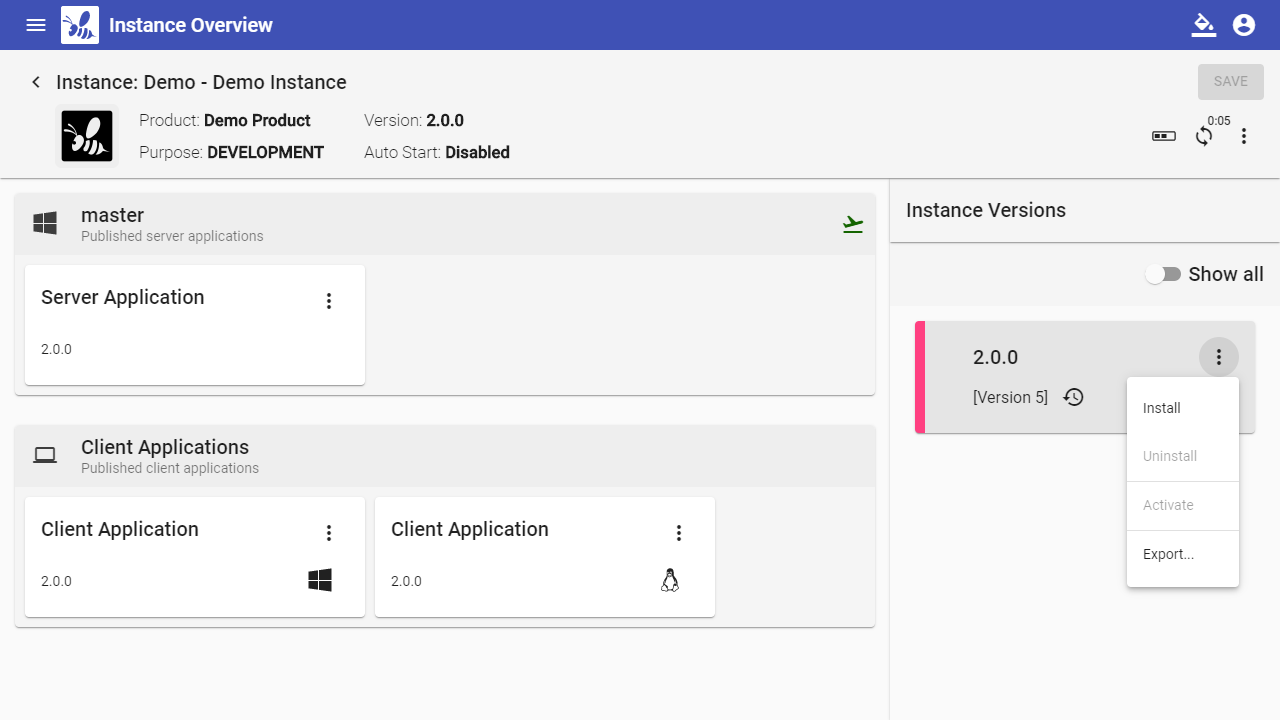 Instance Overview
Instance: Demo - Demo Instance
SAVE
Product: Demo Product
Version: 2.0.0
Purpose: DEVELOPMENT
Auto Start: Disabled
0:05
master
Published server applications
Server Application
2.0.0
Client Applications
Published client applications
Client Application
2.0.0
Client Application
2.0.0
Instance Versions
Show all
2.0.0
[Version 5]
Install
Uninstall
Activate
Export...